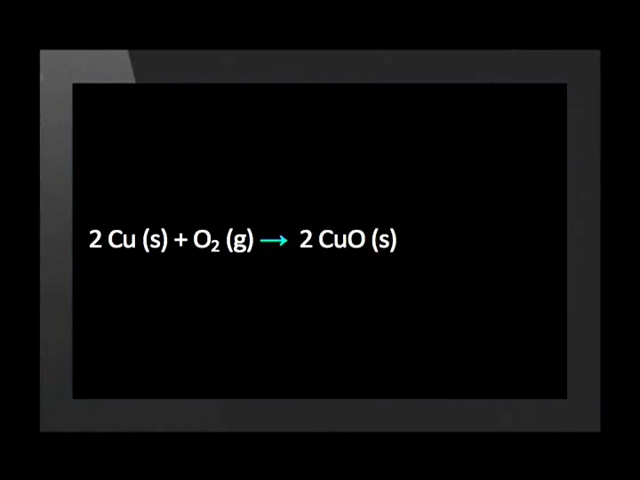 2 Cu (s) + O₂ (g) → 2 CuO (s)